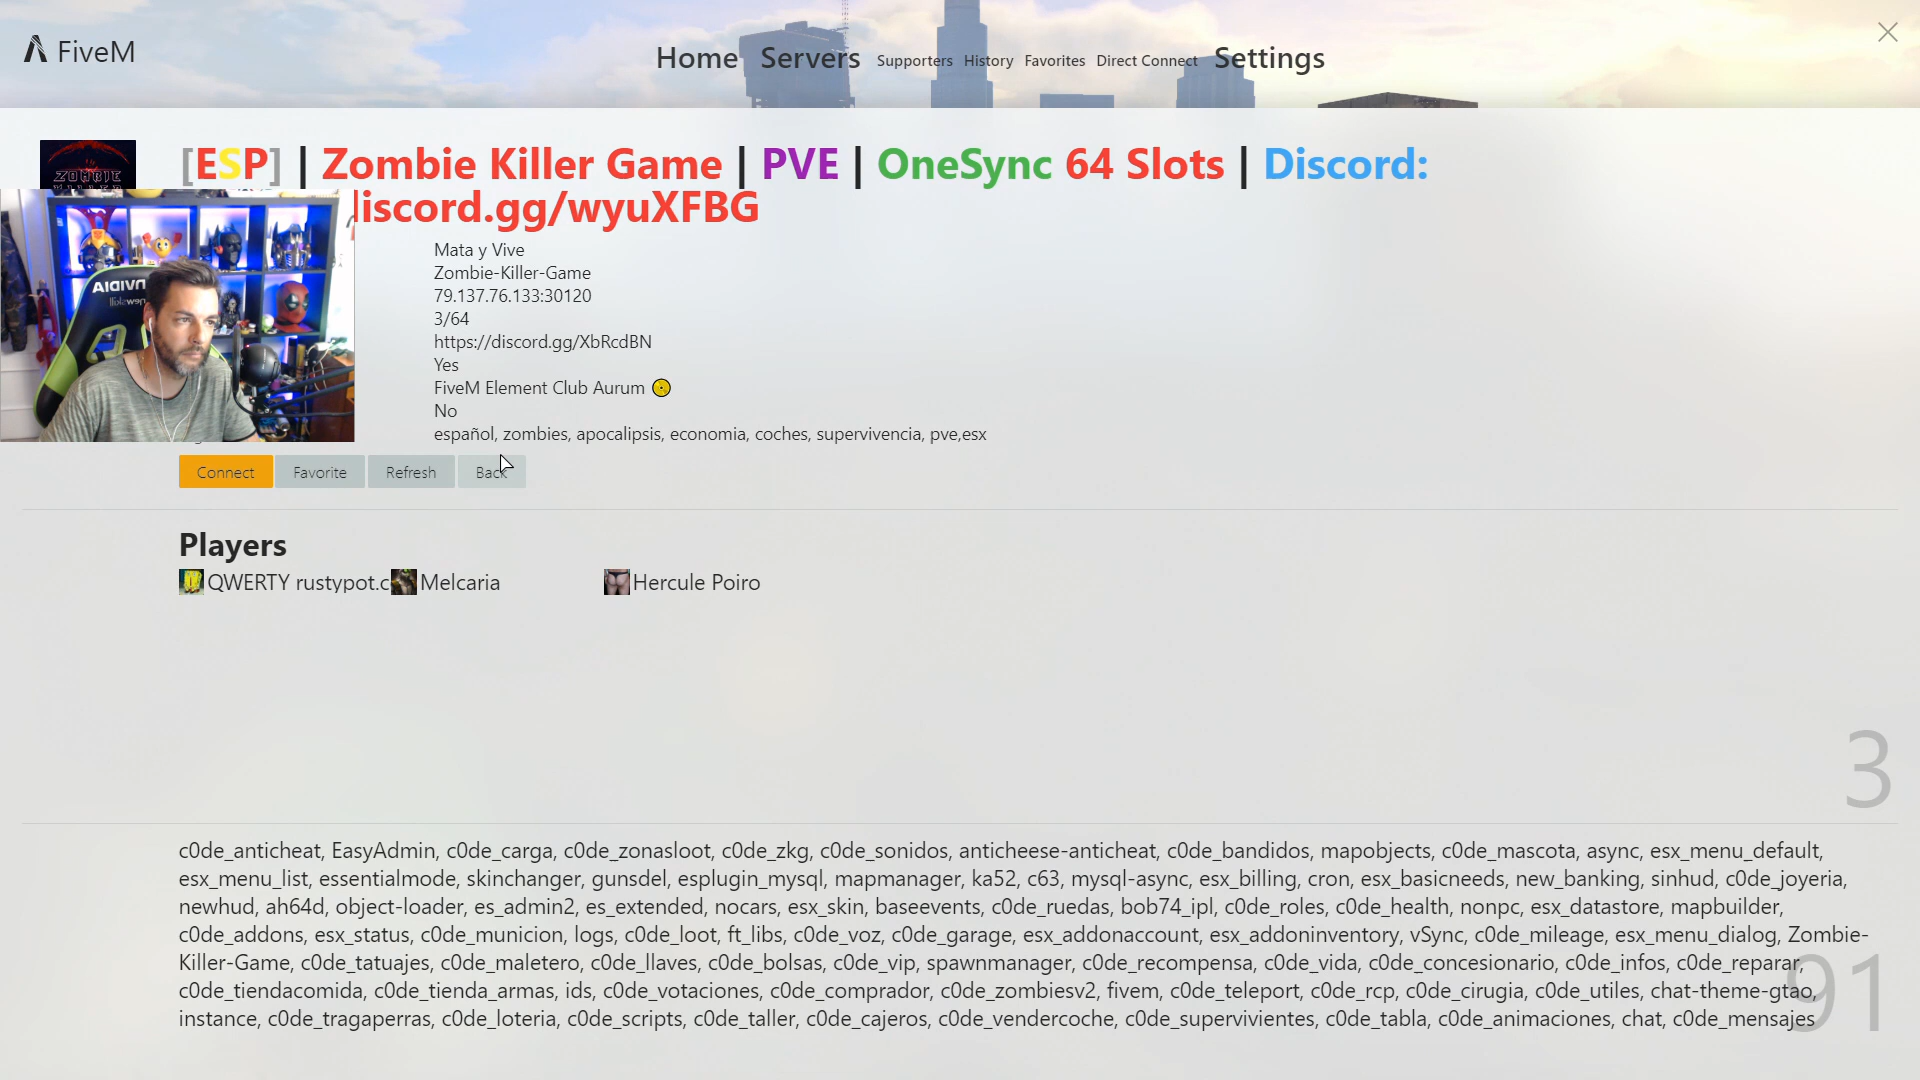 FiveM
Home Servers Supporters History Favorites Direct Connect Settings
[ESP] | Zombie Killer Game | PVE | OneSync 64 Slots | Discord:
discord.gg/wyuXFBG
ZOMBIE
KILLER
Mata y Vive
Zombie-Killer-Game
79.137.76.133:30120
3/64
https://discord.gg/XbRcdBN
Yes
FiveM Element Club Aurum
No
español, zombies, apocalipsis, economia, coches, supervivencia, pve,esx
NVIDIA
Connect Favorite Refresh Back
Players
QWERTY rustypot.c Melcaria Hercule Poiro
3
c0de_anticheat, EasyAdmin, c0de_carga, c0de_zonasloot, c0de_zkg, c0de_sonidos, anticheese-anticheat, c0de_bandidos, mapobjects, c0de_mascota, async, esx_menu_default,
esx_menu_list, essentialmode, skinchanger, gunsdel, esplugin_mysql, mapmanager, ka52, c63, mysql-async, esx_billing, cron, esx_basicneeds, new_banking, sinhud, c0de_joyeria,
newhud, ah64d, object-loader, es_admin2, es_extended, nocars, esx_skin, baseevents, c0de_ruedas, bob74_ipl, c0de_roles, c0de_health, nonpc, esx_datastore, mapbuilder,
c0de_addons, esx_status, c0de_municion, logs, c0de_loot, ft_libs, c0de_voz, c0de_garage, esx_addonaccount, esx_addoninventory, vSync, c0de_mileage, esx_menu_dialog, Zombie-
Killer-Game, c0de_tatuajes, c0de_maletero, c0de_llaves, c0de_bolsas, c0de_vip, spawnmanager, c0de_recompensa, c0de_vida, c0de_concesionario, c0de_infos, c0de_reparar,
c0de_tiendacomida, c0de_tienda_armas, ids, c0de_votaciones, c0de_comprador, c0de_zombiesv2, fivem, c0de_teleport, c0de_rcp, c0de_cirugia, c0de_utiles, chat-theme-gtao,
instance, c0de_tragaperras, c0de_loteria, c0de_scripts, c0de_taller, c0de_cajeros, c0de_vendercoche, c0de_supervivientes, c0de_tabla, c0de_animaciones, chat, c0de_mensajes
91